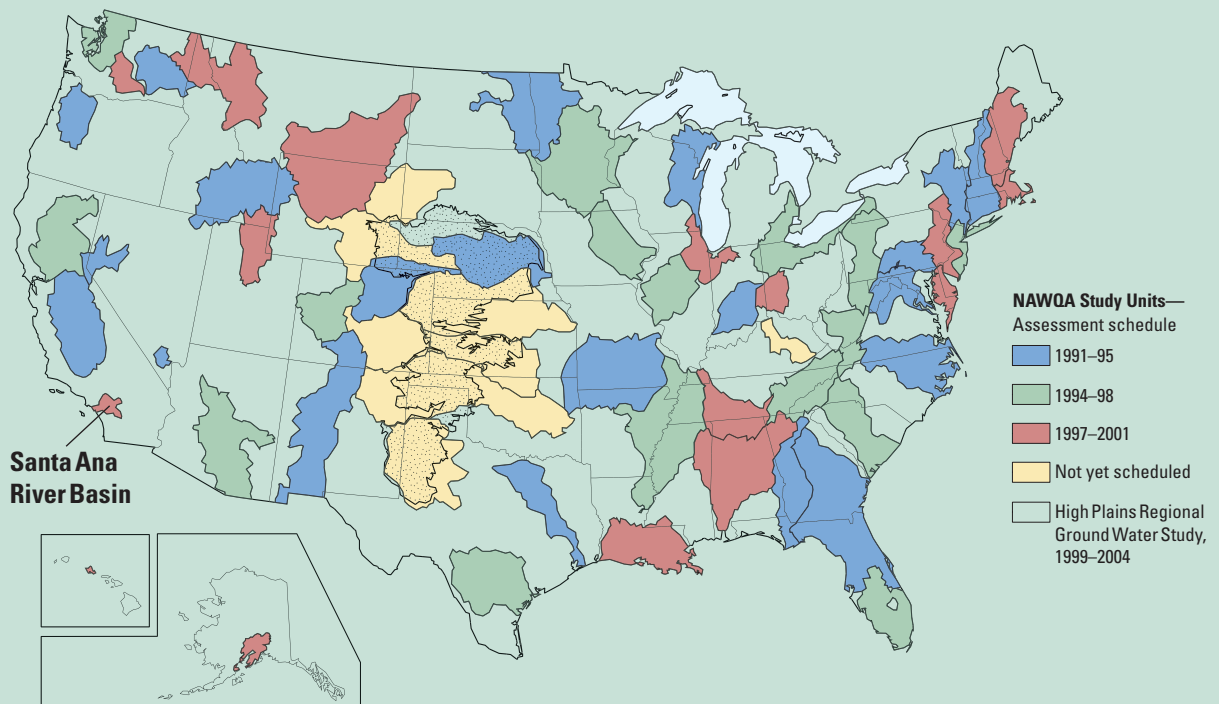 Santa Ana
River Basin
NAWQA Study Units—
Assessment schedule
1991–95
1994–98
1997–2001
Not yet scheduled
High Plains Regional
Ground Water Study,
1999–2004